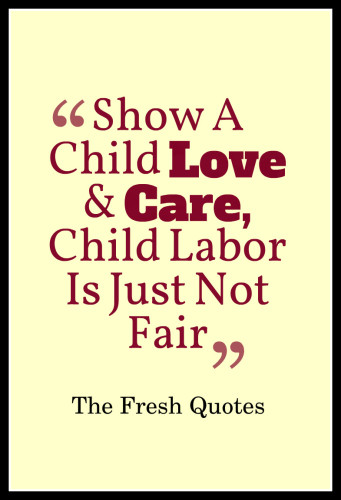 “Show A
Child Love
& Care,
Child Labor
Is Just Not
Fair”
The Fresh Quotes